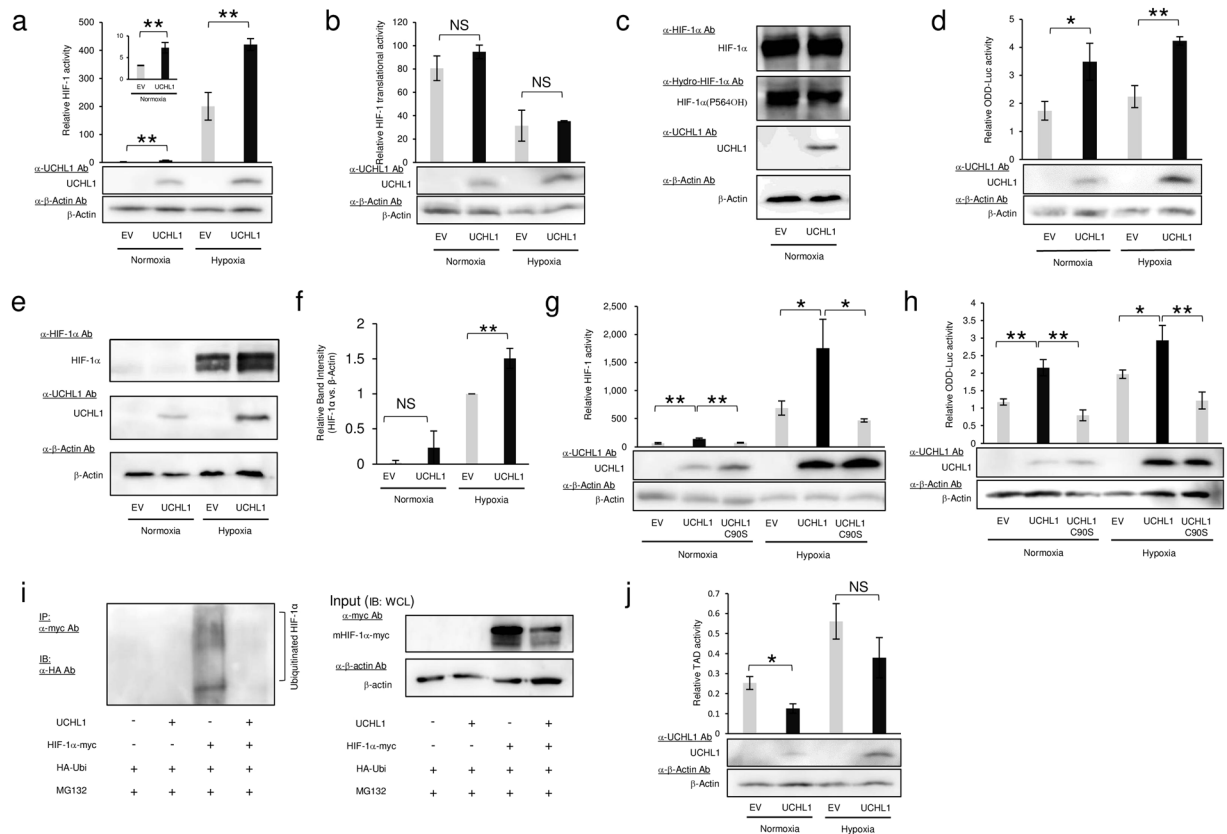 a
Relative HIF-1 activity
500
400
300
200
100
0
**
**
**
10
5
0
EV UCHL1
Normoxia
α-UCHL1 Ab
UCHL1
α-β-Actin Ab
β-Actin
EV UCHL1 EV UCHL1
Normoxia Hypoxia
b
Relative HIF-1 translational activity
120
100
80
60
40
20
0
NS
NS
α-UCHL1 Ab
UCHL1
α-β-Actin Ab
β-Actin
EV UCHL1 EV UCHL1
Normoxia Hypoxia
c
α-HIF-1α Ab
HIF-1α
α-Hydro-HIF-1α Ab
HIF-1α(P564OH)
α-UCHL1 Ab
UCHL1
α-β-Actin Ab
β-Actin
EV UCHL1
Normoxia
d
Relative ODD-Luc activity
5
4
3
2
1
0
*
**
α-UCHL1 Ab
UCHL1
α-β-Actin Ab
β-Actin
EV UCHL1 EV UCHL1
Normoxia Hypoxia
e
α-HIF-1α Ab
HIF-1α
α-UCHL1 Ab
UCHL1
α-β-Actin Ab
β-Actin
EV UCHL1 EV UCHL1
Normoxia Hypoxia
f
Relative Band Intensity
(HIF-1α vs. β-Actin)
2
1.5
1
0.5
0
NS
**
EV UCHL1 EV UCHL1
Normoxia Hypoxia
g
Relative HIF-1 activity
2,500
2,000
1,500
1,000
500
0
** **
* *
α-UCHL1 Ab
UCHL1
α-β-Actin Ab
β-Actin
EV UCHL1 UCHL1 EV UCHL1 UCHL1
C90S C90S
Normoxia Hypoxia
h
Relative ODD-Luc activity
4
3.5
3
2.5
2
1.5
1
0.5
0
** **
* **
α-UCHL1 Ab
UCHL1
α-β-Actin Ab
β-Actin
EV UCHL1 UCHL1 EV UCHL1 UCHL1
C90S C90S
Normoxia Hypoxia
i
IP:
α-myc Ab
IB:
α-HA Ab
Ubiquitinated HIF-1α
UCHL1 - + - +
HIF-1α-myc - - + +
HA-Ubi + + + +
MG132 + + + +
Input (IB: WCL)
α-myc Ab
mHIF-1α-myc
α-β-actin Ab
β-actin
UCHL1 - + - +
HIF-1α-myc - - + +
HA-Ubi + + + +
MG132 + + + +
j
Relative TAD activity
0.7
0.6
0.5
0.4
0.3
0.2
0.1
0
*
NS
α-UCHL1 Ab
UCHL1
α-β-Actin Ab
β-Actin
EV UCHL1 EV UCHL1
Normoxia Hypoxia